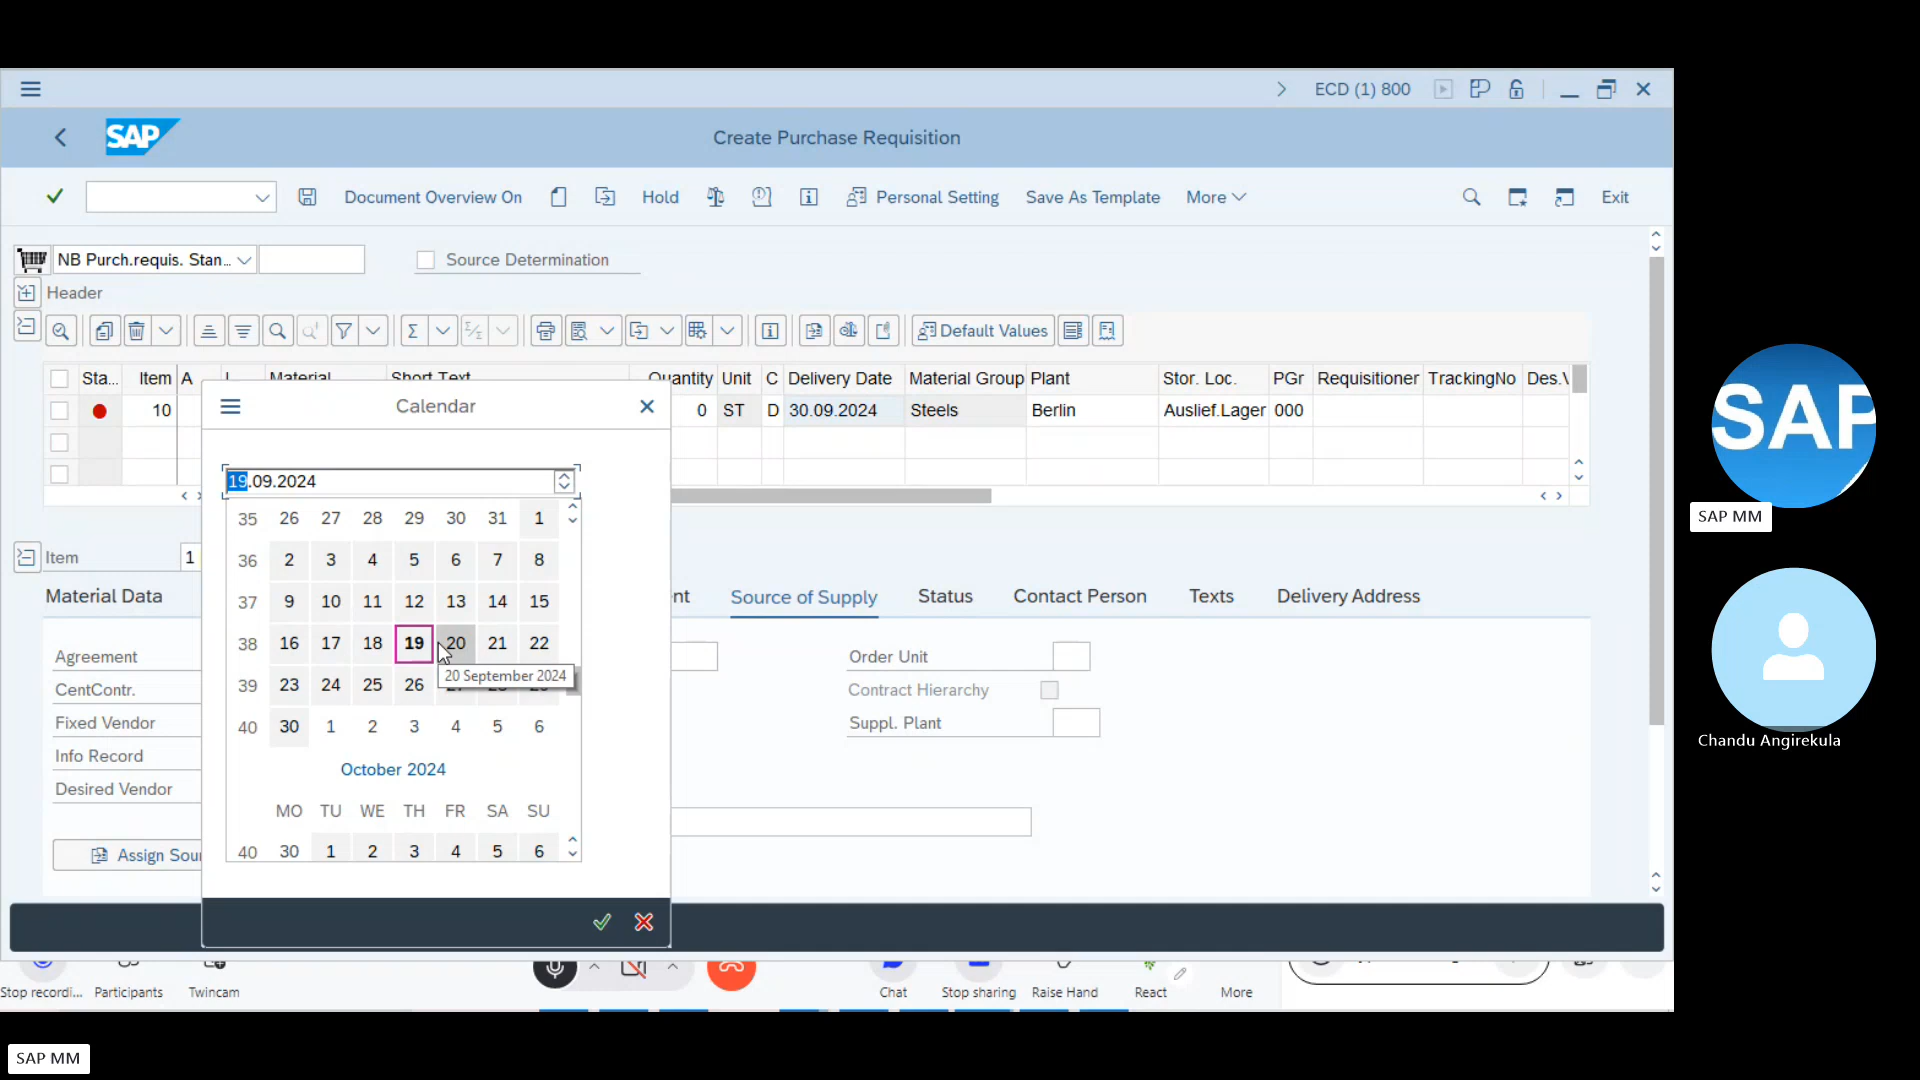 ECD (1) 800
SAP
Create Purchase Requisition
Document Overview On
Hold
Personal Setting
Save As Template
More
Exit
NB Purch.requis. Stan...
Source Determination
Header
Default Values
Sta... Item A Material Short Text Quantity Unit C Delivery Date Material Group Plant Stor. Loc. PGr Requisitioner TrackingNo
10 0 ST D 30.09.2024 Steels Berlin Auslief.Lager 000
Calendar
19.09.2024
35 26 27 28 29 30 31 1
36 2 3 4 5 6 7 8
37 9 10 11 12 13 14 15
38 16 17 18 19 20 21 22
20 September 2024
39 23 24 25 26
40 30 1 2 3 4 5 6
October 2024
MO TU WE TH FR SA SU
40 30 1 2 3 4 5 6
Item 1
Material Data
Source of Supply
Status
Contact Person
Texts
Delivery Address
Agreement
CentContr.
Fixed Vendor
Info Record
Desired Vendor
Assign
Order Unit
Contract Hierarchy
Suppl. Plant
Stop recordi...
Participants
Twincam
Chat
Stop sharing
Raise Hand
React
More
SAP
SAP MM
Chandu Angirekula
SAP MM